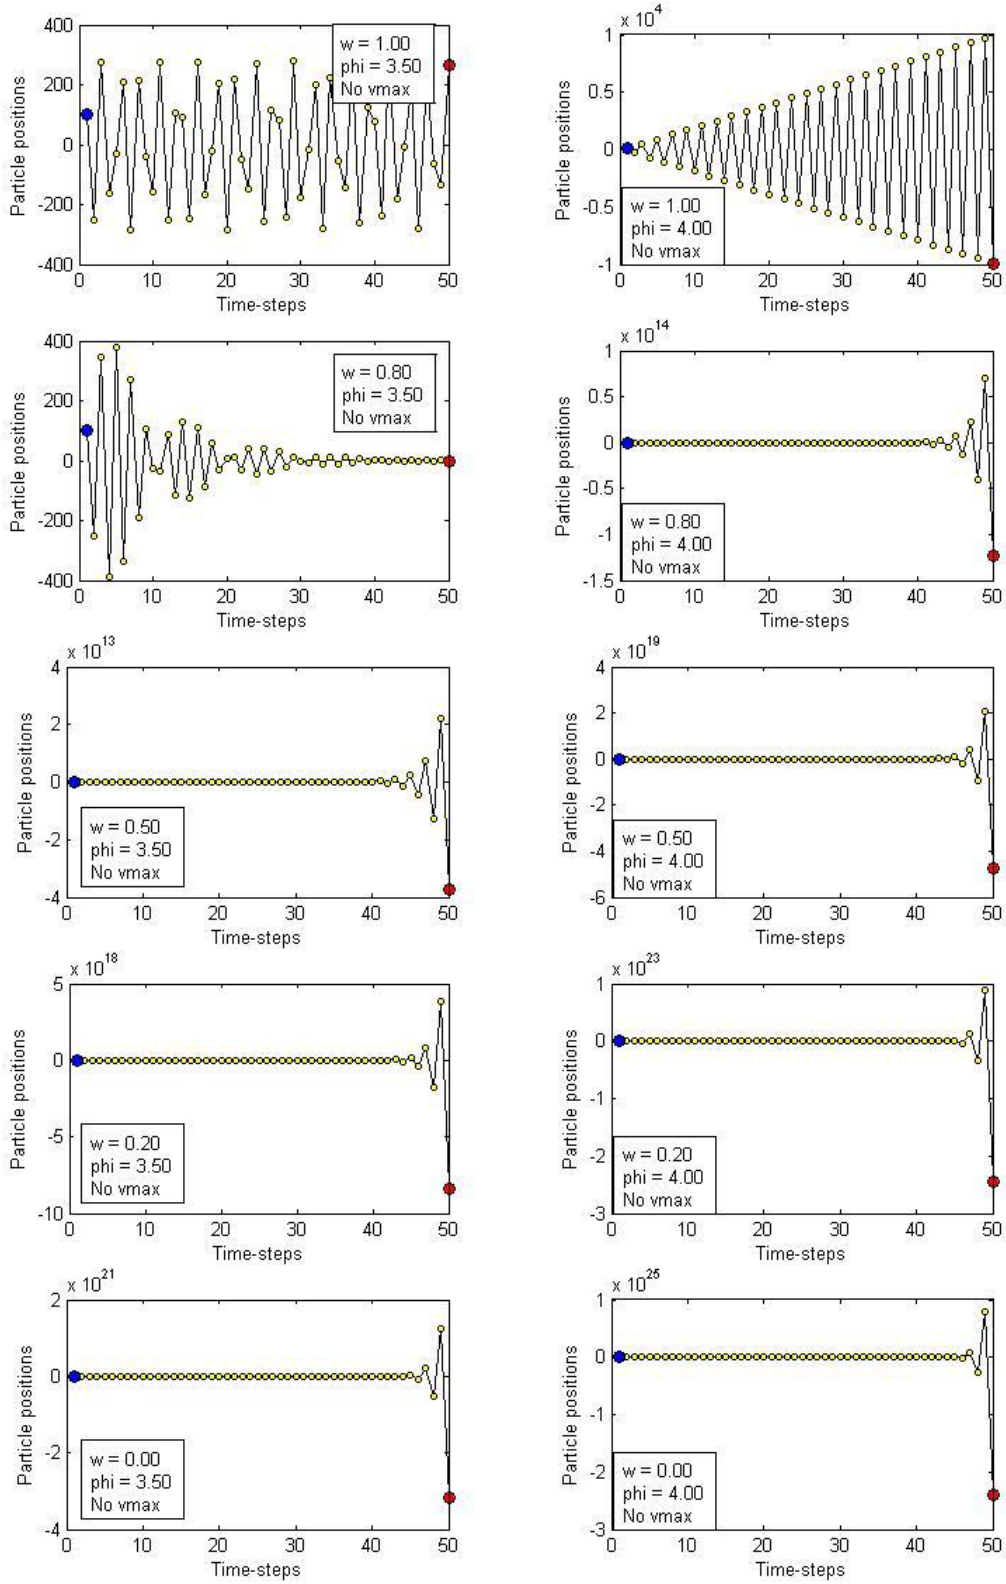 400
200
0
-200
-400
Particle positions
w = 1.00
phi = 3.50
No vmax
0 10 20 30 40 50
Time-steps
x 10^4
1
0.5
0
-0.5
-1
Particle positions
w = 1.00
phi = 4.00
No vmax
0 10 20 30 40 50
Time-steps
400
200
0
-200
-400
Particle positions
w = 0.80
phi = 3.50
No vmax
0 10 20 30 40 50
Time-steps
x 10^14
1
0.5
0
-0.5
-1
-1.5
Particle positions
w = 0.80
phi = 4.00
No vmax
0 10 20 30 40 50
Time-steps
x 10^13
4
2
0
-2
-4
Particle positions
w = 0.50
phi = 3.50
No vmax
0 10 20 30 40 50
Time-steps
x 10^19
4
2
0
-2
-4
-6
Particle positions
w = 0.50
phi = 4.00
No vmax
0 10 20 30 40 50
Time-steps
x 10^18
5
0
-5
-10
Particle positions
w = 0.20
phi = 3.50
No vmax
0 10 20 30 40 50
Time-steps
x 10^23
1
0
-1
-2
-3
Particle positions
w = 0.20
phi = 4.00
No vmax
0 10 20 30 40 50
Time-steps
x 10^21
2
0
-2
-4
Particle positions
w = 0.00
phi = 3.50
No vmax
0 10 20 30 40 50
Time-steps
x 10^25
1
0
-1
-2
-3
Particle positions
w = 0.00
phi = 4.00
No vmax
0 10 20 30 40 50
Time-steps